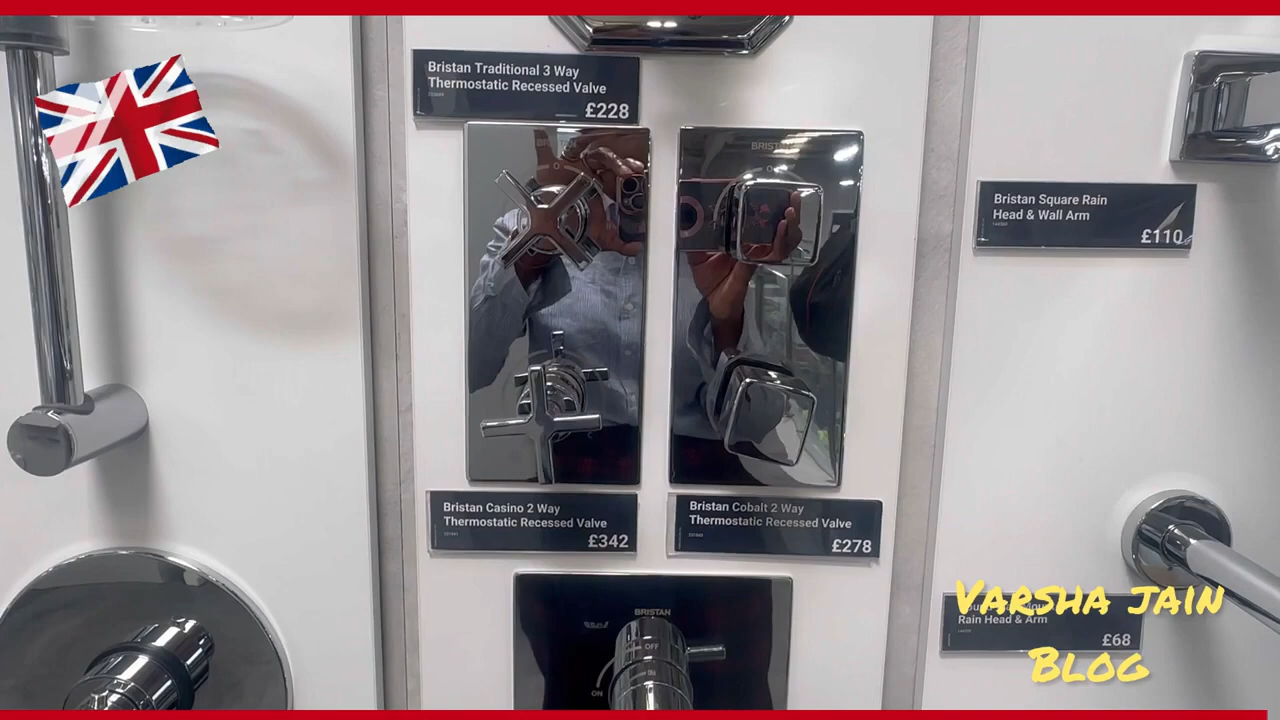 Bristan Traditional 3 Way
Thermostatic Recessed Valve
£228
BRISTAN
Bristan Square Rain
Head & Wall Arm
£110
Bristan Casino 2 Way
Thermostatic Recessed Valve
£342
Bristan Cobalt 2 Way
Thermostatic Recessed Valve
£278
BRISTAN
OFF
ON
Rain Head & Arm
£68
VARSHA JAIN
BLOG